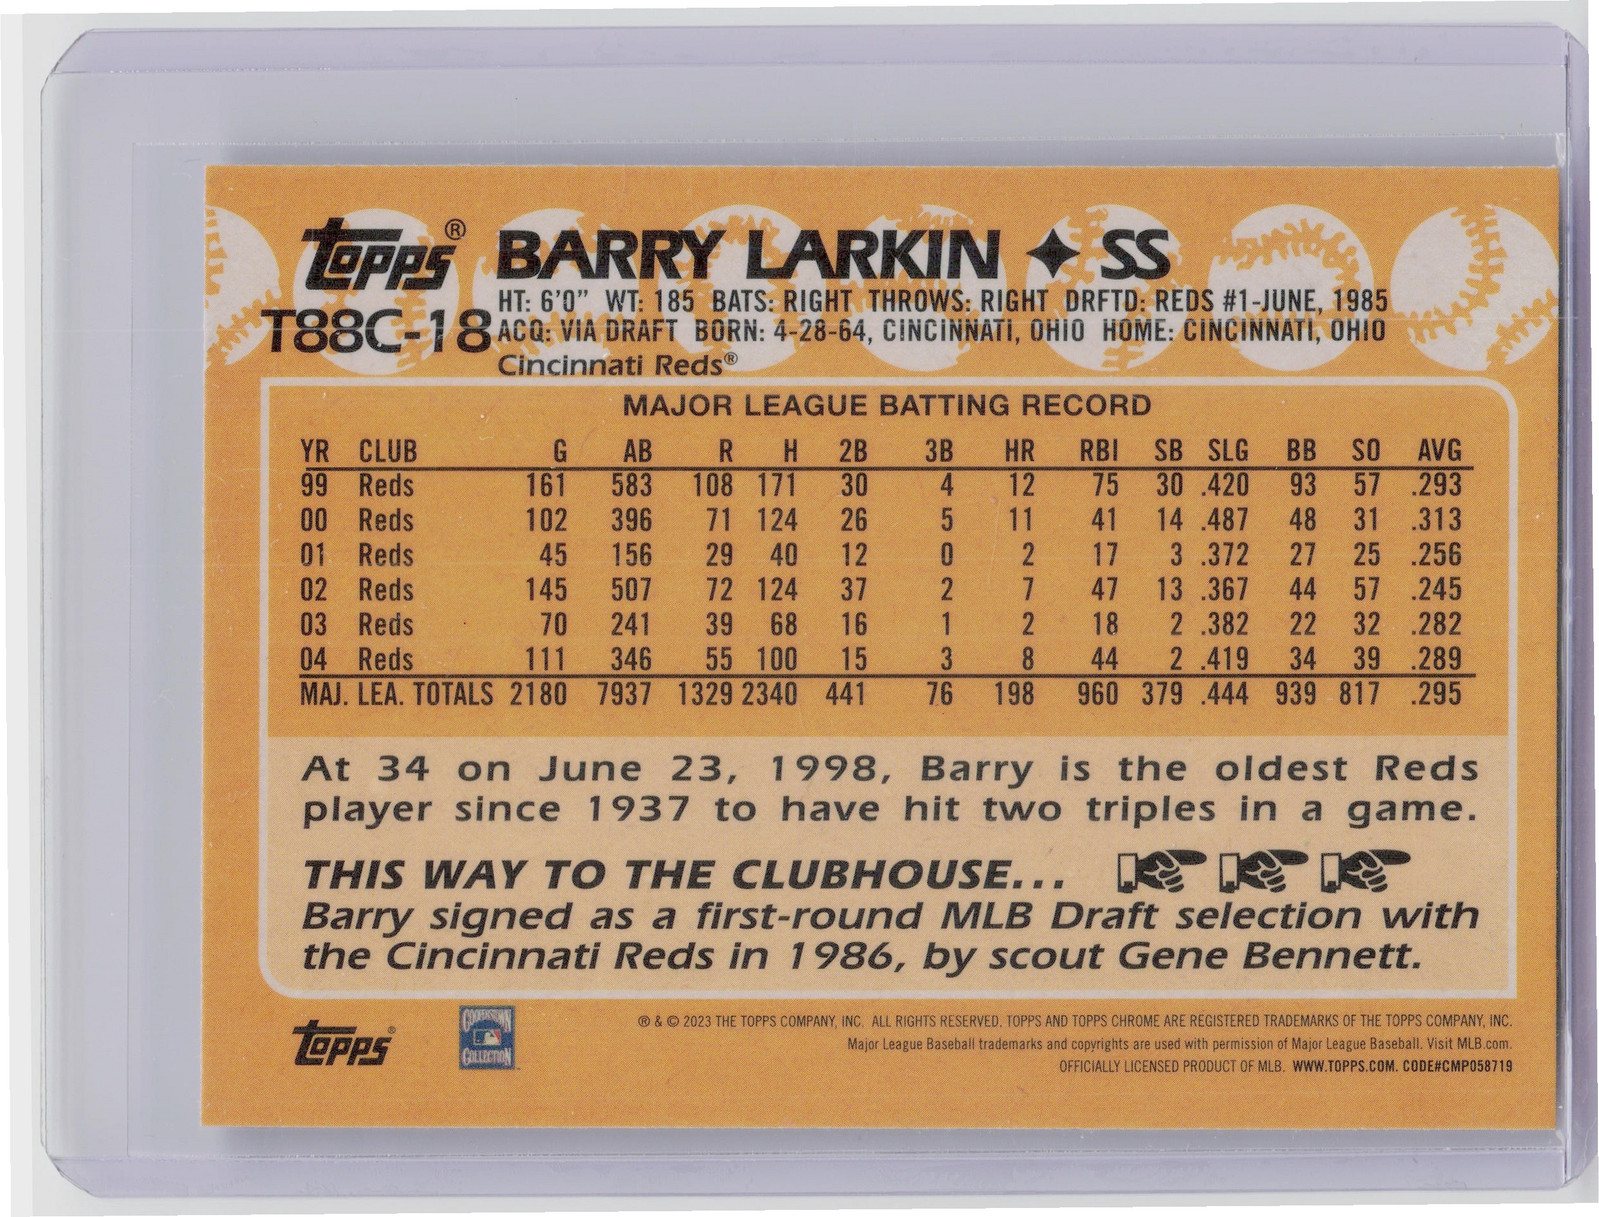 Topps® BARRY LARKIN ✦ SS
T88C-18
HT: 6'0" WT: 185 BATS: RIGHT THROWS: RIGHT DRFTD: REDS #1-JUNE, 1985
ACQ: VIA DRAFT BORN: 4-28-64, CINCINNATI, OHIO HOME: CINCINNATI, OHIO
Cincinnati Reds®
MAJOR LEAGUE BATTING RECORD
YR CLUB G AB R H 2B 3B HR RBI SB SLG BB SO AVG
99 Reds 161 583 108 171 30 4 12 75 30 .420 93 57 .293
00 Reds 102 396 71 124 26 5 11 41 14 .487 48 31 .313
01 Reds 45 156 29 40 12 0 2 17 3 .372 27 25 .256
02 Reds 145 507 72 124 37 2 7 47 13 .367 44 57 .245
03 Reds 70 241 39 68 16 1 2 18 2 .382 22 32 .282
04 Reds 111 346 55 100 15 3 8 44 2 .419 34 39 .289
MAJ. LEA. TOTALS 2180 7937 1329 2340 441 76 198 960 379 .444 939 817 .295
At 34 on June 23, 1998, Barry is the oldest Reds
player since 1937 to have hit two triples in a game.
THIS WAY TO THE CLUBHOUSE...
Barry signed as a first-round MLB Draft selection with
the Cincinnati Reds in 1986, by scout Gene Bennett.
Topps®
COOPERSTOWN
COLLECTION
® & © 2023 THE TOPPS COMPANY, INC. ALL RIGHTS RESERVED. TOPPS AND TOPPS CHROME ARE REGISTERED TRADEMARKS OF THE TOPPS COMPANY, INC.
Major League Baseball trademarks and copyrights are used with permission of Major League Baseball. Visit MLB.com.
OFFICIALLY LICENSED PRODUCT OF MLB. WWW.TOPPS.COM. CODE#CMP058719